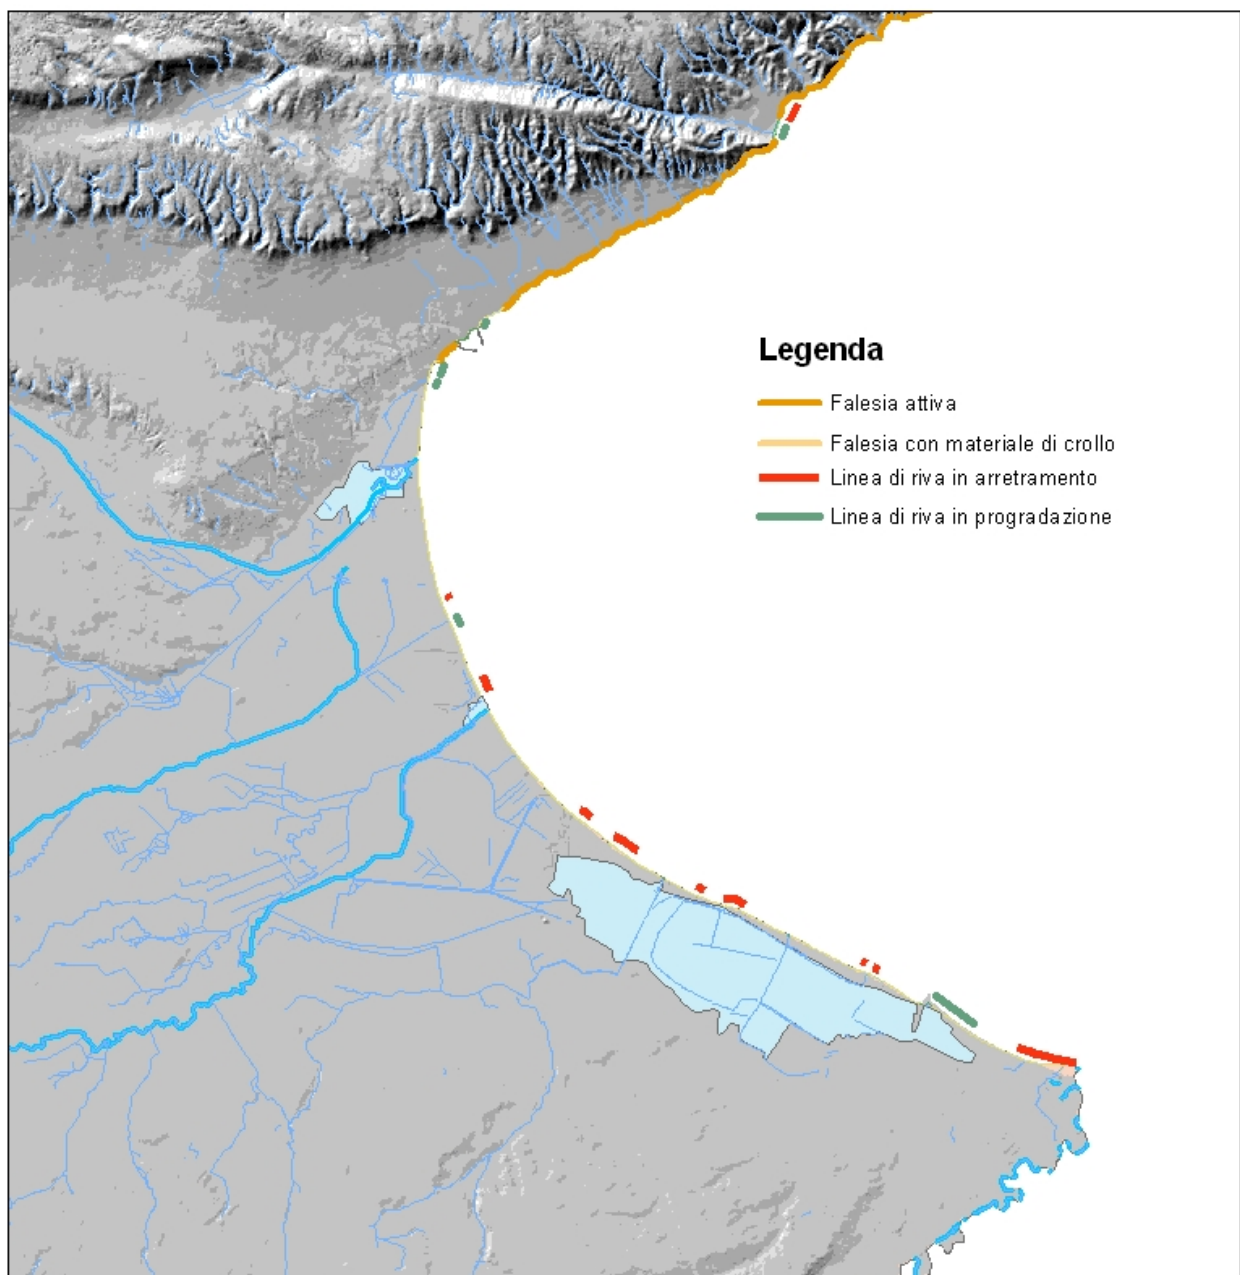 Legenda
Falesia attiva
Falesia con materiale di crollo
Linea di riva in arretramento
Linea di riva in progradazione